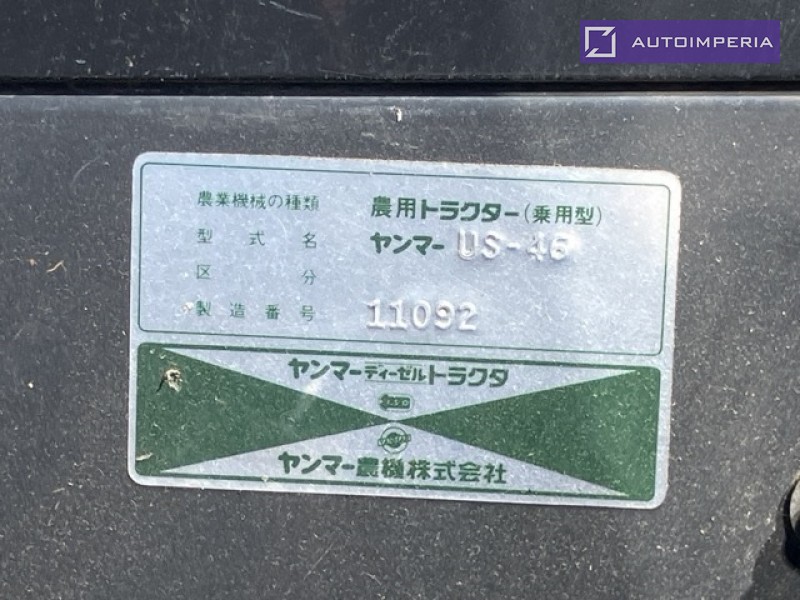 AUTOIMPERIA
農業機械の種類 農用トラクター(乗用型)
型式名 ヤンマー US-46
区分
製造番号 11092
ヤンマーディーゼルトラクタ
ヤンマー農機株式会社